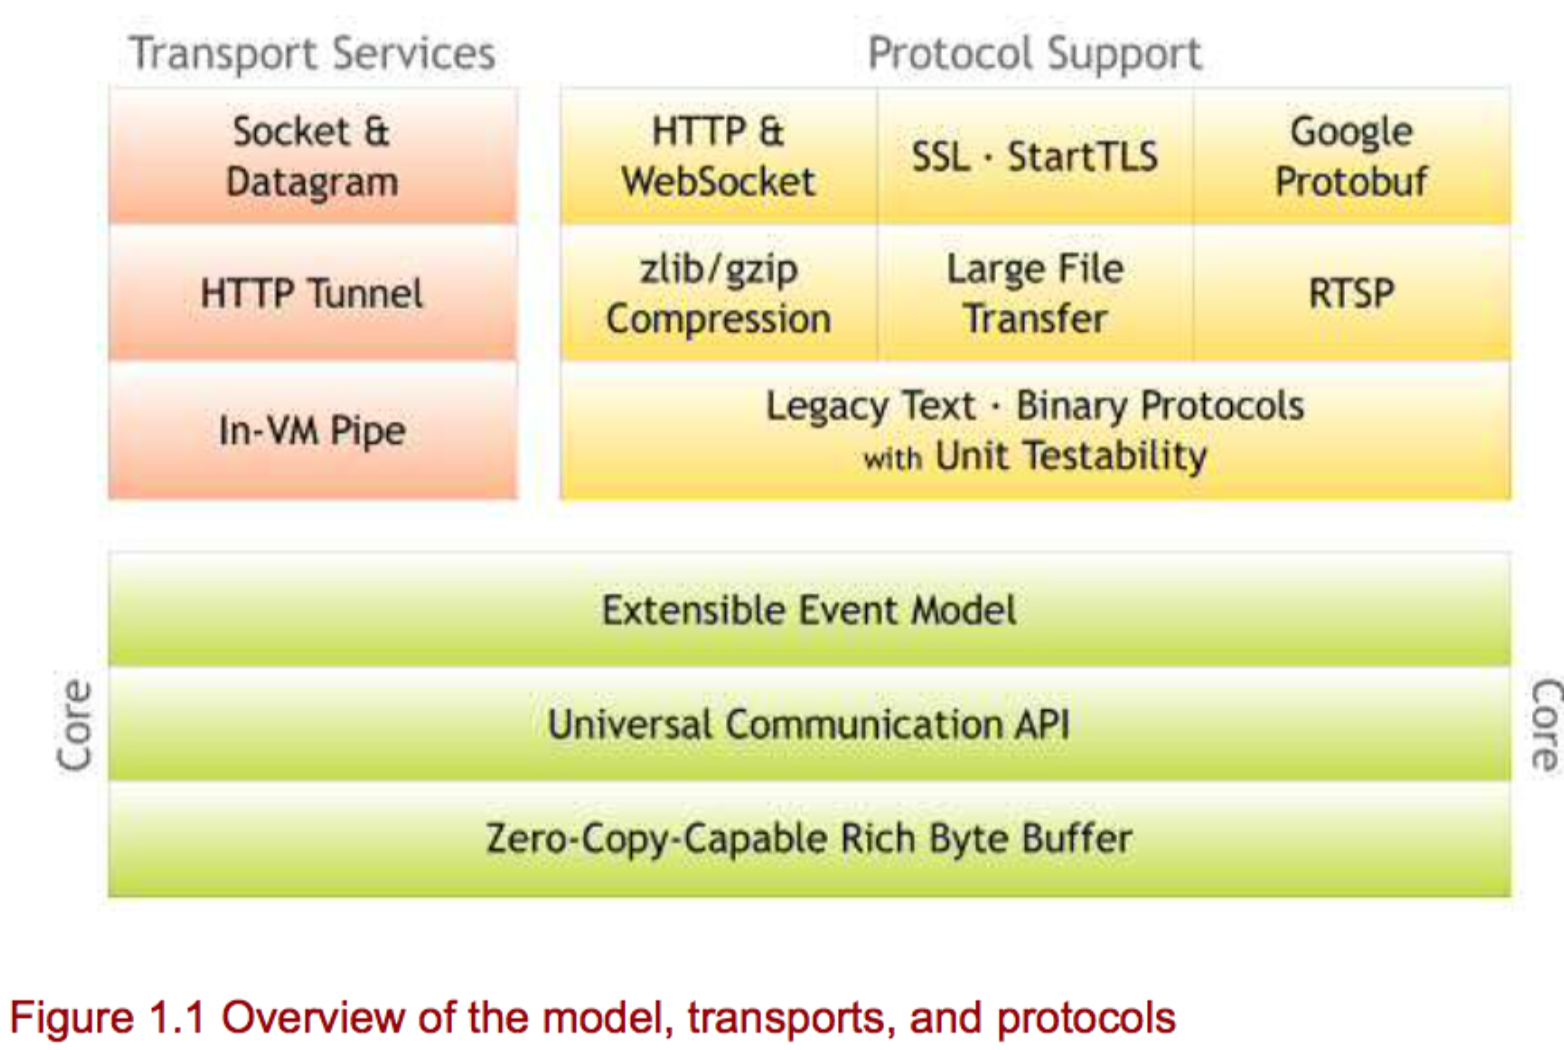 Transport Services
Protocol Support
Socket &
Datagram
HTTP &
WebSocket
SSL · StartTLS
Google
Protobuf
HTTP Tunnel
zlib/gzip
Compression
Large File
Transfer
RTSP
In-VM Pipe
Legacy Text · Binary Protocols
with Unit Testability
Core
Extensible Event Model
Universal Communication API
Zero-Copy-Capable Rich Byte Buffer
Core
Figure 1.1 Overview of the model, transports, and protocols